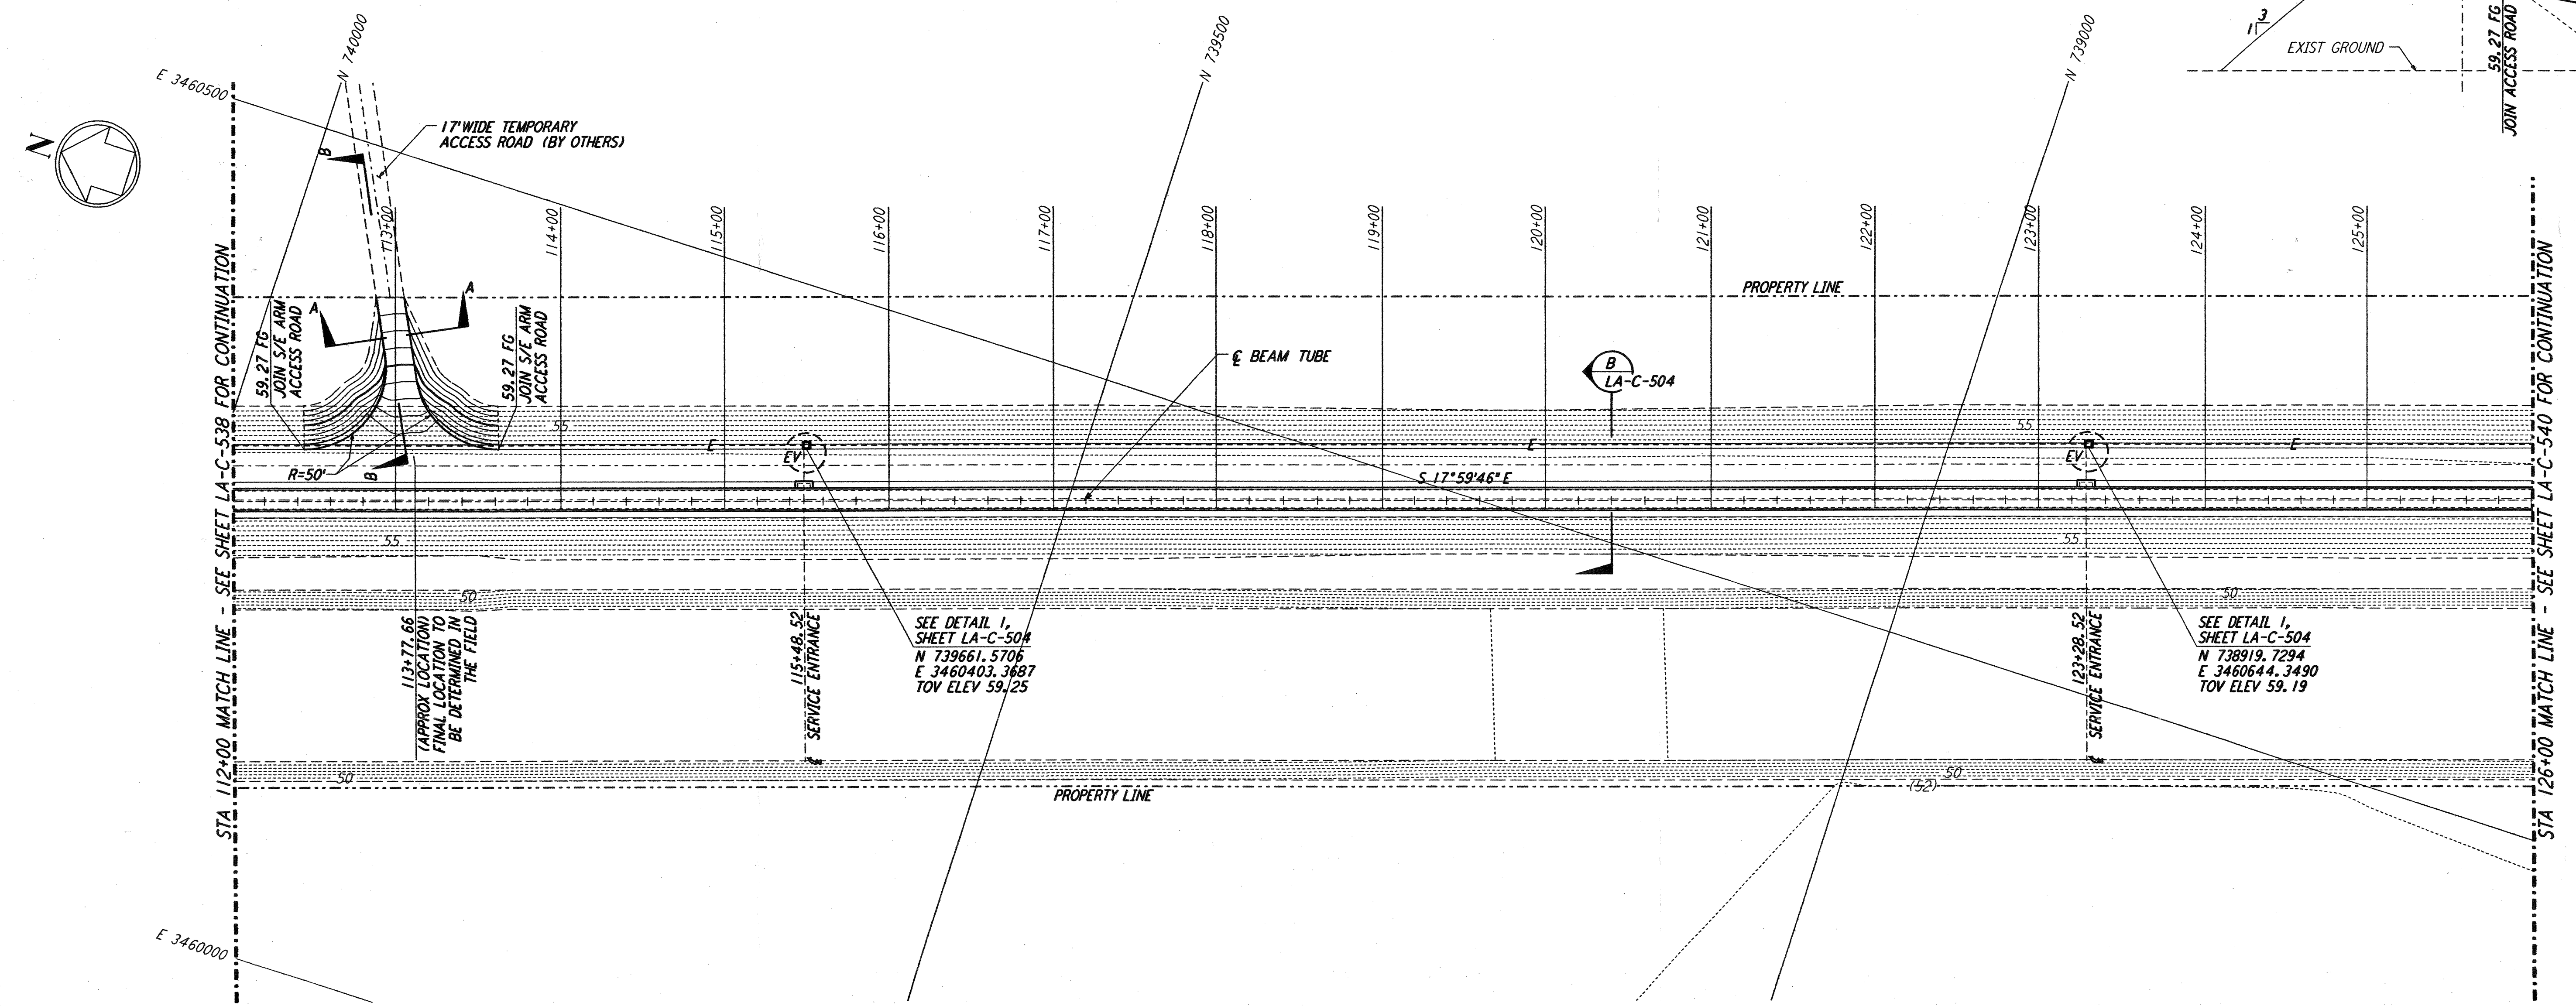 N 740000
N 739500
N 739000
E 3460500
N
17' WIDE TEMPORARY
ACCESS ROAD (BY OTHERS)
B
3
1
EXIST GROUND
59.27 FG
JOIN ACCESS ROAD
113+00
114+00
115+00
116+00
117+00
118+00
119+00
120+00
121+00
122+00
123+00
124+00
125+00
PROPERTY LINE
A
A
59.27 FG
JOIN S/E ARM
ACCESS ROAD
59.27 FG
JOIN S/E ARM
ACCESS ROAD
℄ BEAM TUBE
B
LA-C-504
55
55
E
E
E
EV
EV
R=50'
B
S 17°59'46" E
55
55
50
50
113+77.66
(APPROX LOCATION)
FINAL LOCATION TO
BE DETERMINED IN
THE FIELD
115+48.52
SERVICE ENTRANCE
℄
SEE DETAIL 1,
SHEET LA-C-504
N 739661.5706
E 3460403.3687
TOV ELEV 59.25
123+28.52
SERVICE ENTRANCE
℄
SEE DETAIL 1,
SHEET LA-C-504
N 738919.7294
E 3460644.3490
TOV ELEV 59.19
50
50
(52)
PROPERTY LINE
E 3460000
STA 112+00 MATCH LINE - SEE SHEET LA-C-538 FOR CONTINUATION
STA 126+00 MATCH LINE - SEE SHEET LA-C-540 FOR CONTINUATION